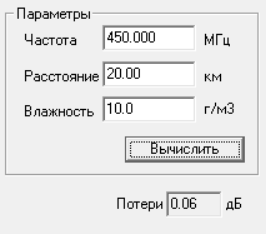 Параметры
Частота 450.000 МГц
Расстояние 20.00 км
Влажность 10.0 г/м3
Вычислить
Потери 0.06 дБ